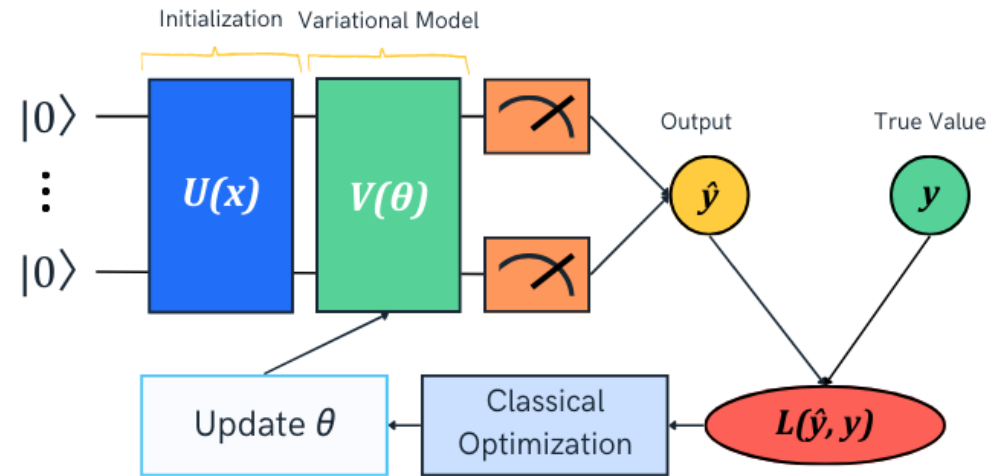 Initialization
Variational Model
|0⟩
U(x)
V(θ)
|0⟩
Output
True Value
ŷ
y
Update θ
Classical
Optimization
L(ŷ, y)